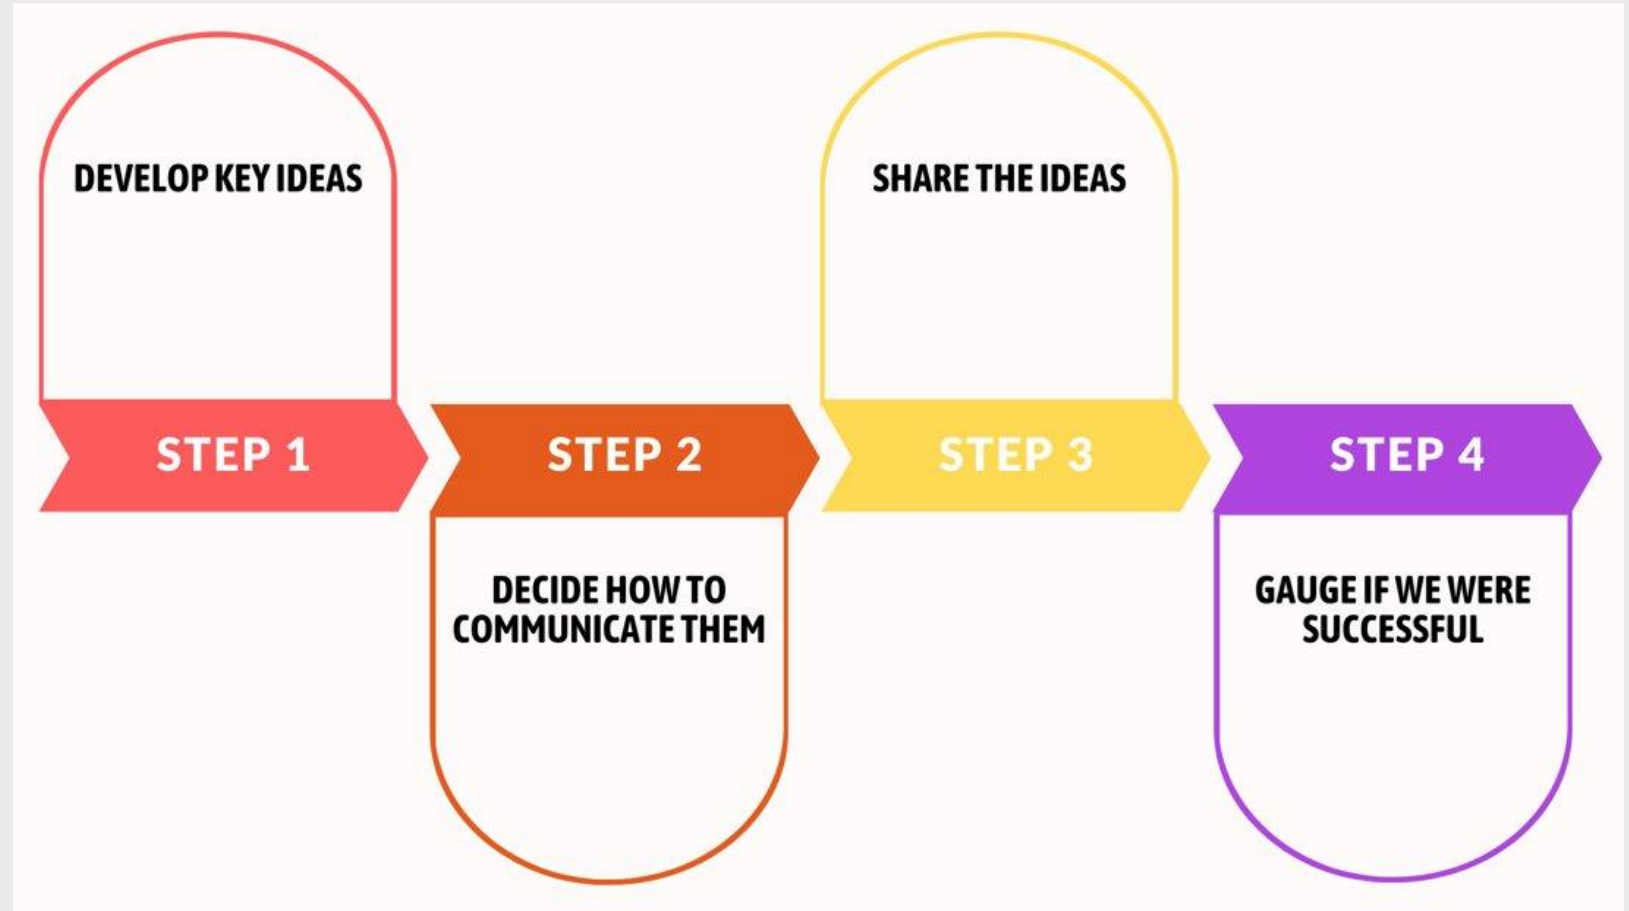 DEVELOP KEY IDEAS
STEP 1
STEP 2
DECIDE HOW TO
COMMUNICATE THEM
SHARE THE IDEAS
STEP 3
STEP 4
GAUGE IF WE WERE
SUCCESSFUL